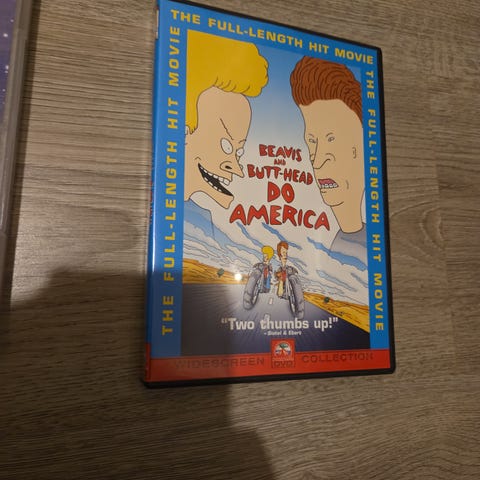 THE FULL-LENGTH HIT MOVIE
THE FULL-LENGTH HIT MOVIE
THE FULL-LENGTH HIT MOVIE
BEAVIS
AND
BUTT-HEAD
DO
AMERICA
"Two thumbs up!"
- Siskel & Ebert
WIDESCREEN DVD COLLECTION